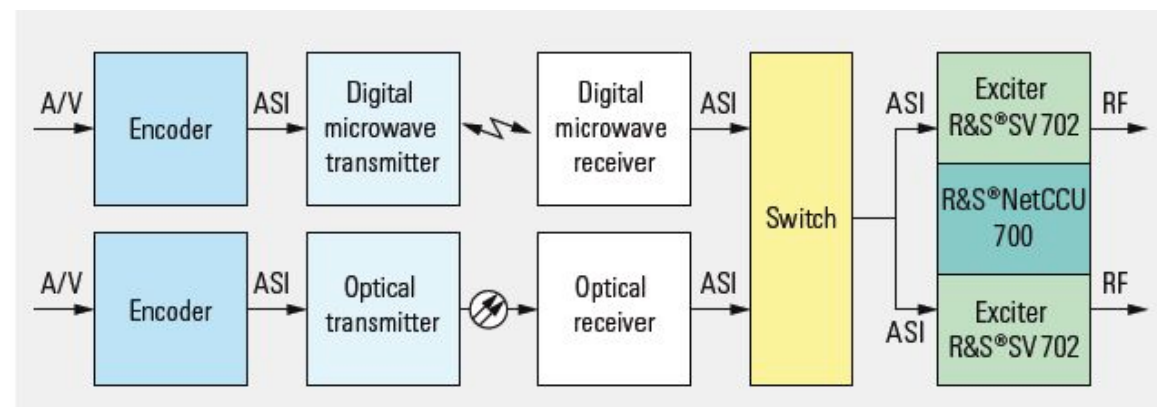 A/V
Encoder
ASI
Digital
microwave
transmitter
Digital
microwave
receiver
ASI
Switch
ASI
Exciter
R&S®SV 702
RF
R&S®NetCCU
700
A/V
Encoder
ASI
Optical
transmitter
Optical
receiver
ASI
ASI
Exciter
R&S®SV 702
RF